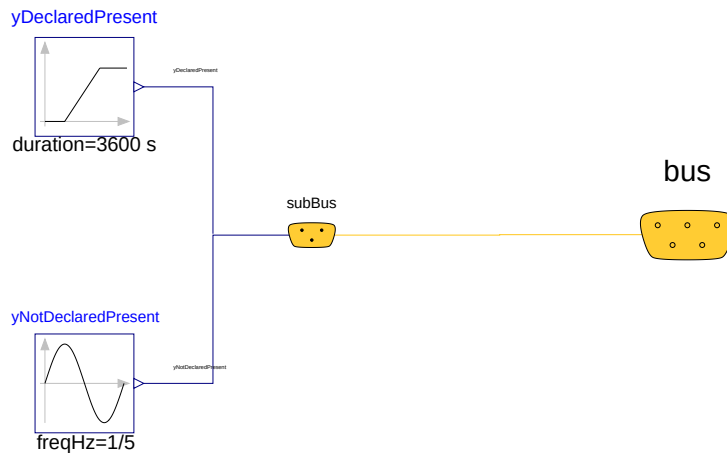 yDeclaredPresent
yDeclaredPresent
duration=3600 s
bus
subBus
yNotDeclaredPresent
yNotDeclaredPresent
freqHz=1/5